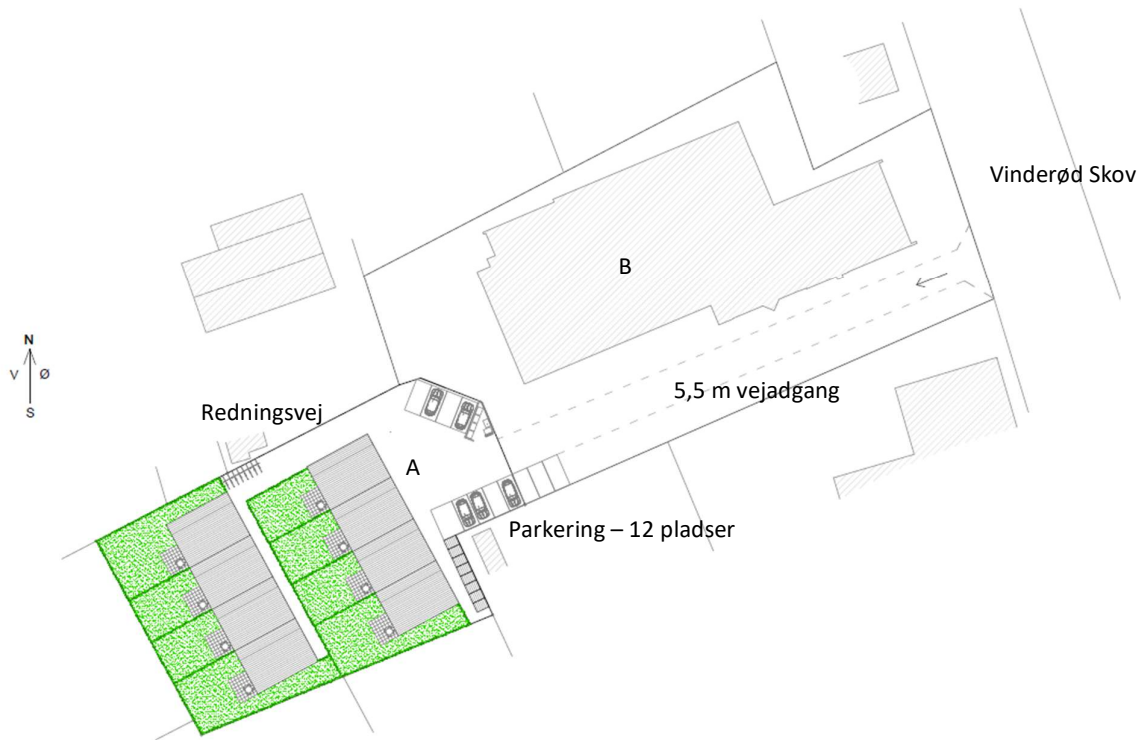 Vinderød Skov
B
N
V Ø
S
5,5 m vejadgang
Redningsvej
A
Parkering – 12 pladser